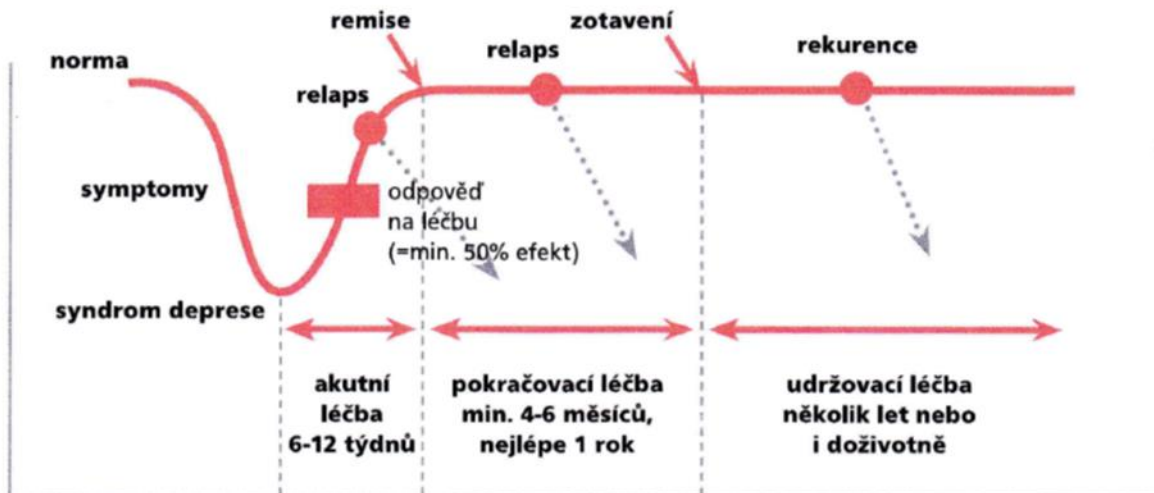 remise
zotavení
relaps
rekurence
norma
relaps
symptomy
odpověď
na léčbu
(=min. 50% efekt)
syndrom deprese
akutní
léčba
6-12 týdnů
pokračovací léčba
min. 4-6 měsíců,
nejlépe 1 rok
udržovací léčba
několik let nebo
i doživotně